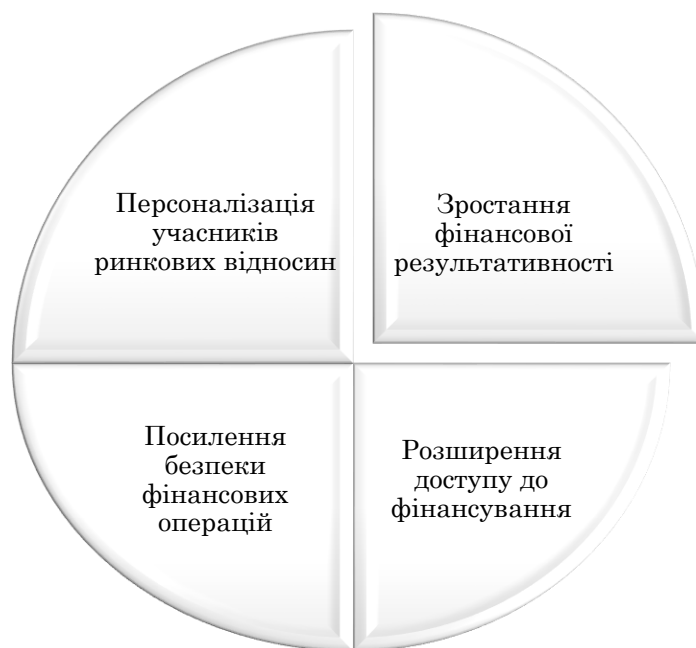 Персоналізація
учасників
ринкових відносин
Зростання
фінансової
результативності
Посилення
безпеки
фінансових
операцій
Розширення
доступу до
фінансування